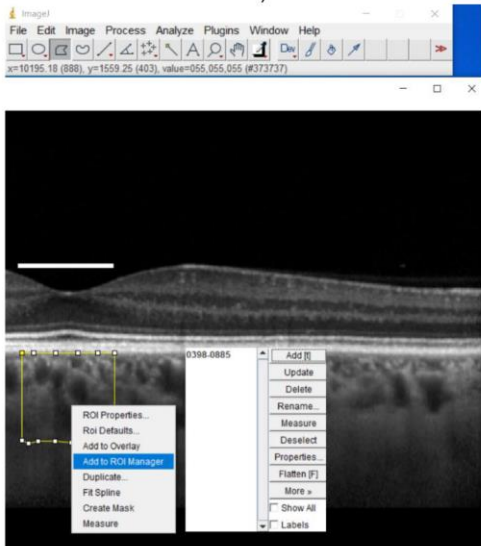 ImageJ
File Edit Image Process Analyze Plugins Window Help
A Dev
x=10195.18 (888), y=1559.25 (403), value=055,055,055 (#373737)
0398-0885
Add [t]
Update
Delete
Rename...
Measure
Deselect
Properties...
Flatten [F]
More »
Show All
Labels
ROI Properties...
Roi Defaults...
Add to Overlay
Add to ROI Manager
Duplicate...
Fit Spline
Create Mask
Measure